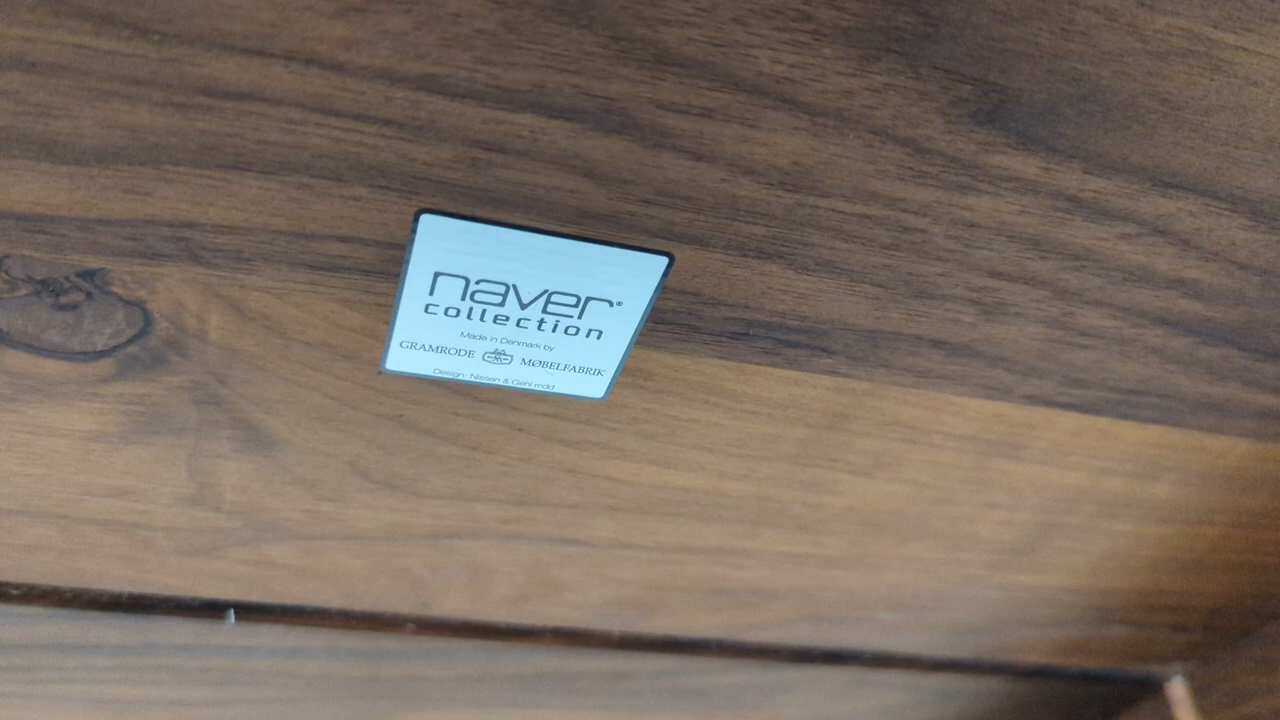 naver®
collection
Made in Denmark by
GRAMRODE MØBELFABRIK
Design: Nissen & Gehl mdd